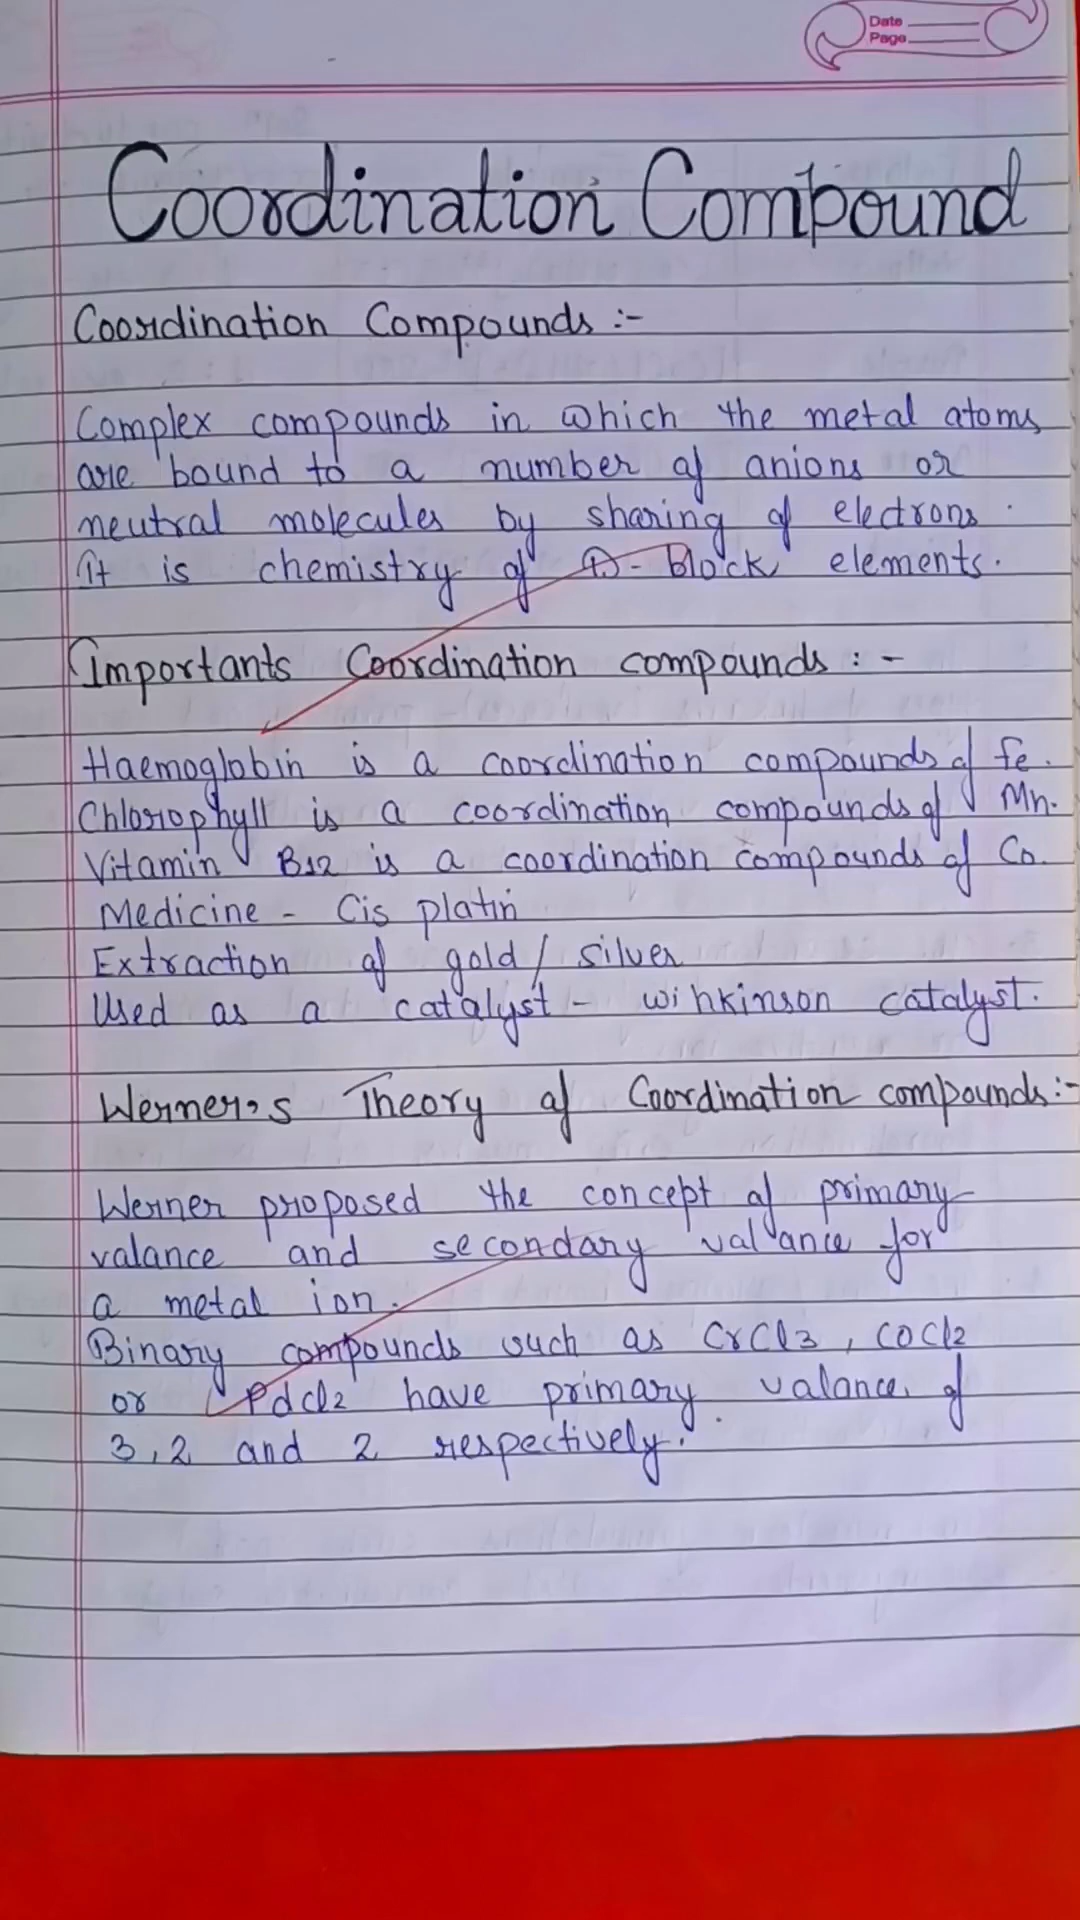 Date
Page
Coordination Compound
Coordination Compounds :-
Complex compounds in which the metal atoms
are bound to a number of anions or
neutral molecules by sharing of electrons.
it is chemistry of D-block elements.
Importants Coordination compounds :-
Haemoglobin is a coordination compounds of fe.
Chlorophyll is a coordination compounds of Mn.
Vitamin B12 is a coordination compounds of Co.
Medicine - Cis platin
Extraction of gold/silver
Used as a catalyst - wihkinson catalyst.
Werner's Theory of Coordination compounds:-
Werner proposed the concept of primary
valance and secondary valance for
a metal ion.
Binary compounds such as CrCl3, COCl2
or PdCl2 have primary valance of
3,2 and 2 respectively.